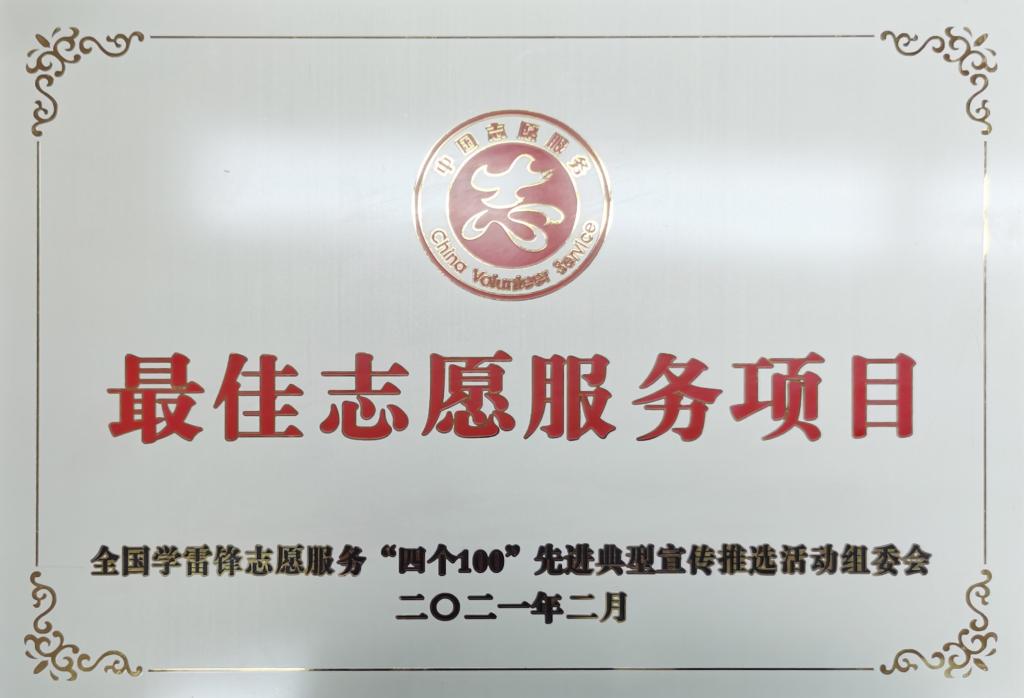 中国志愿服务
China Volunteer Service
最佳志愿服务项目
全国学雷锋志愿服务“四个100”先进典型宣传推选活动组委会
二〇二一年二月